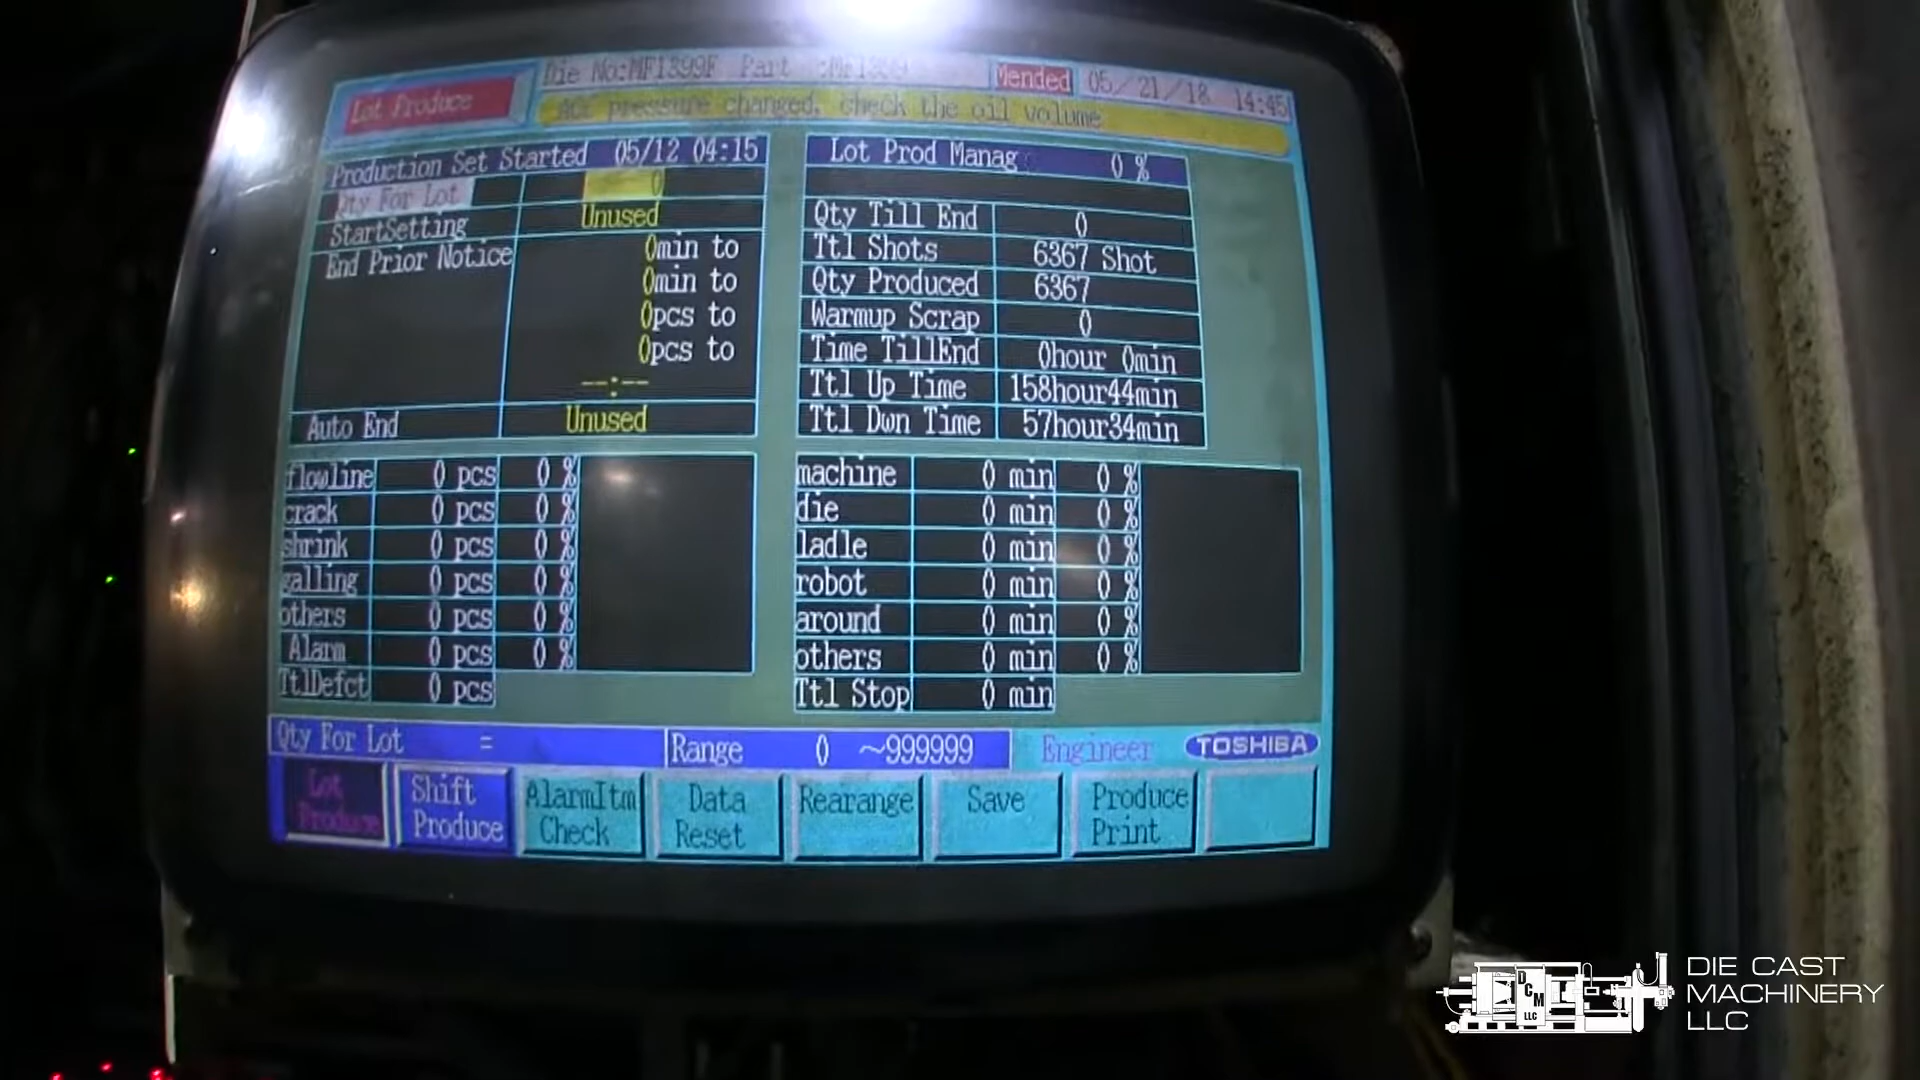 Lot Produce
Die No:MF1399F Part :MF1399 Mended 05/21/18 14:45
ACC pressure changed, check the oil volume
Production Set Started 05/12 04:15
Qty For Lot 0
StartSetting Unused
End Prior Notice 0min to
0min to
0pcs to
0pcs to
--:--
Auto End Unused
Lot Prod Manag 0 %
Qty Till End 0
Ttl Shots 6367 Shot
Qty Produced 6367
Warmup Scrap 0
Time TillEnd 0hour 0min
Ttl Up Time 158hour44min
Ttl Dwn Time 57hour34min
flowline 0 pcs 0 %
crack 0 pcs 0 %
shrink 0 pcs 0 %
galling 0 pcs 0 %
others 0 pcs 0 %
Alarm 0 pcs 0 %
TtlDefct 0 pcs
machine 0 min 0 %
die 0 min 0 %
ladle 0 min 0 %
robot 0 min 0 %
around 0 min 0 %
others 0 min 0 %
Ttl Stop 0 min
Qty For Lot = Range 0 ~999999 Engineer TOSHIBA
Lot Produce
Shift Produce
AlarmItm Check
Data Reset
Rearange
Save
Produce Print
DCM LLC
DIE CAST
MACHINERY
LLC